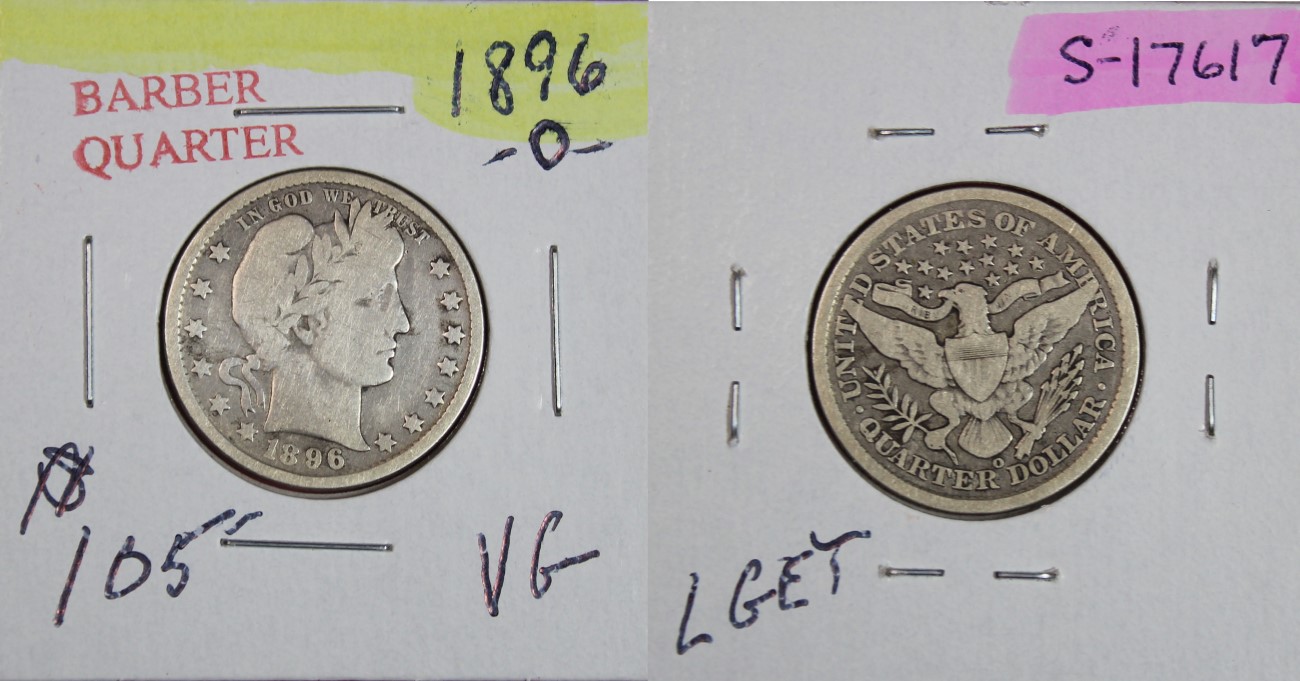 BARBER
QUARTER
1896
-O-
IN GOD WE TRUST
1896
105
VG
S-17617
UNITED STATES OF AMERICA
QUARTER DOLLAR
O
LGET